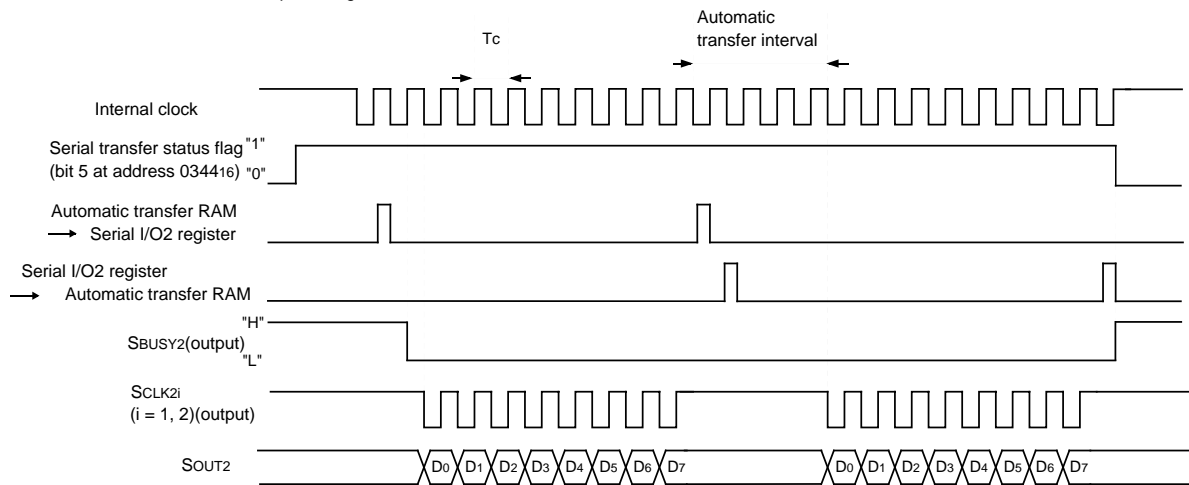 Automatic
transfer interval
Tc
Internal clock
Serial transfer status flag "1"
(bit 5 at address 034416) "0"
Automatic transfer RAM
→ Serial I/O2 register
Serial I/O2 register
→ Automatic transfer RAM
"H"
SBUSY2(output)
"L"
SCLK2i
(i = 1, 2)(output)
SOUT2
D0 D1 D2 D3 D4 D5 D6 D7 D0 D1 D2 D3 D4 D5 D6 D7